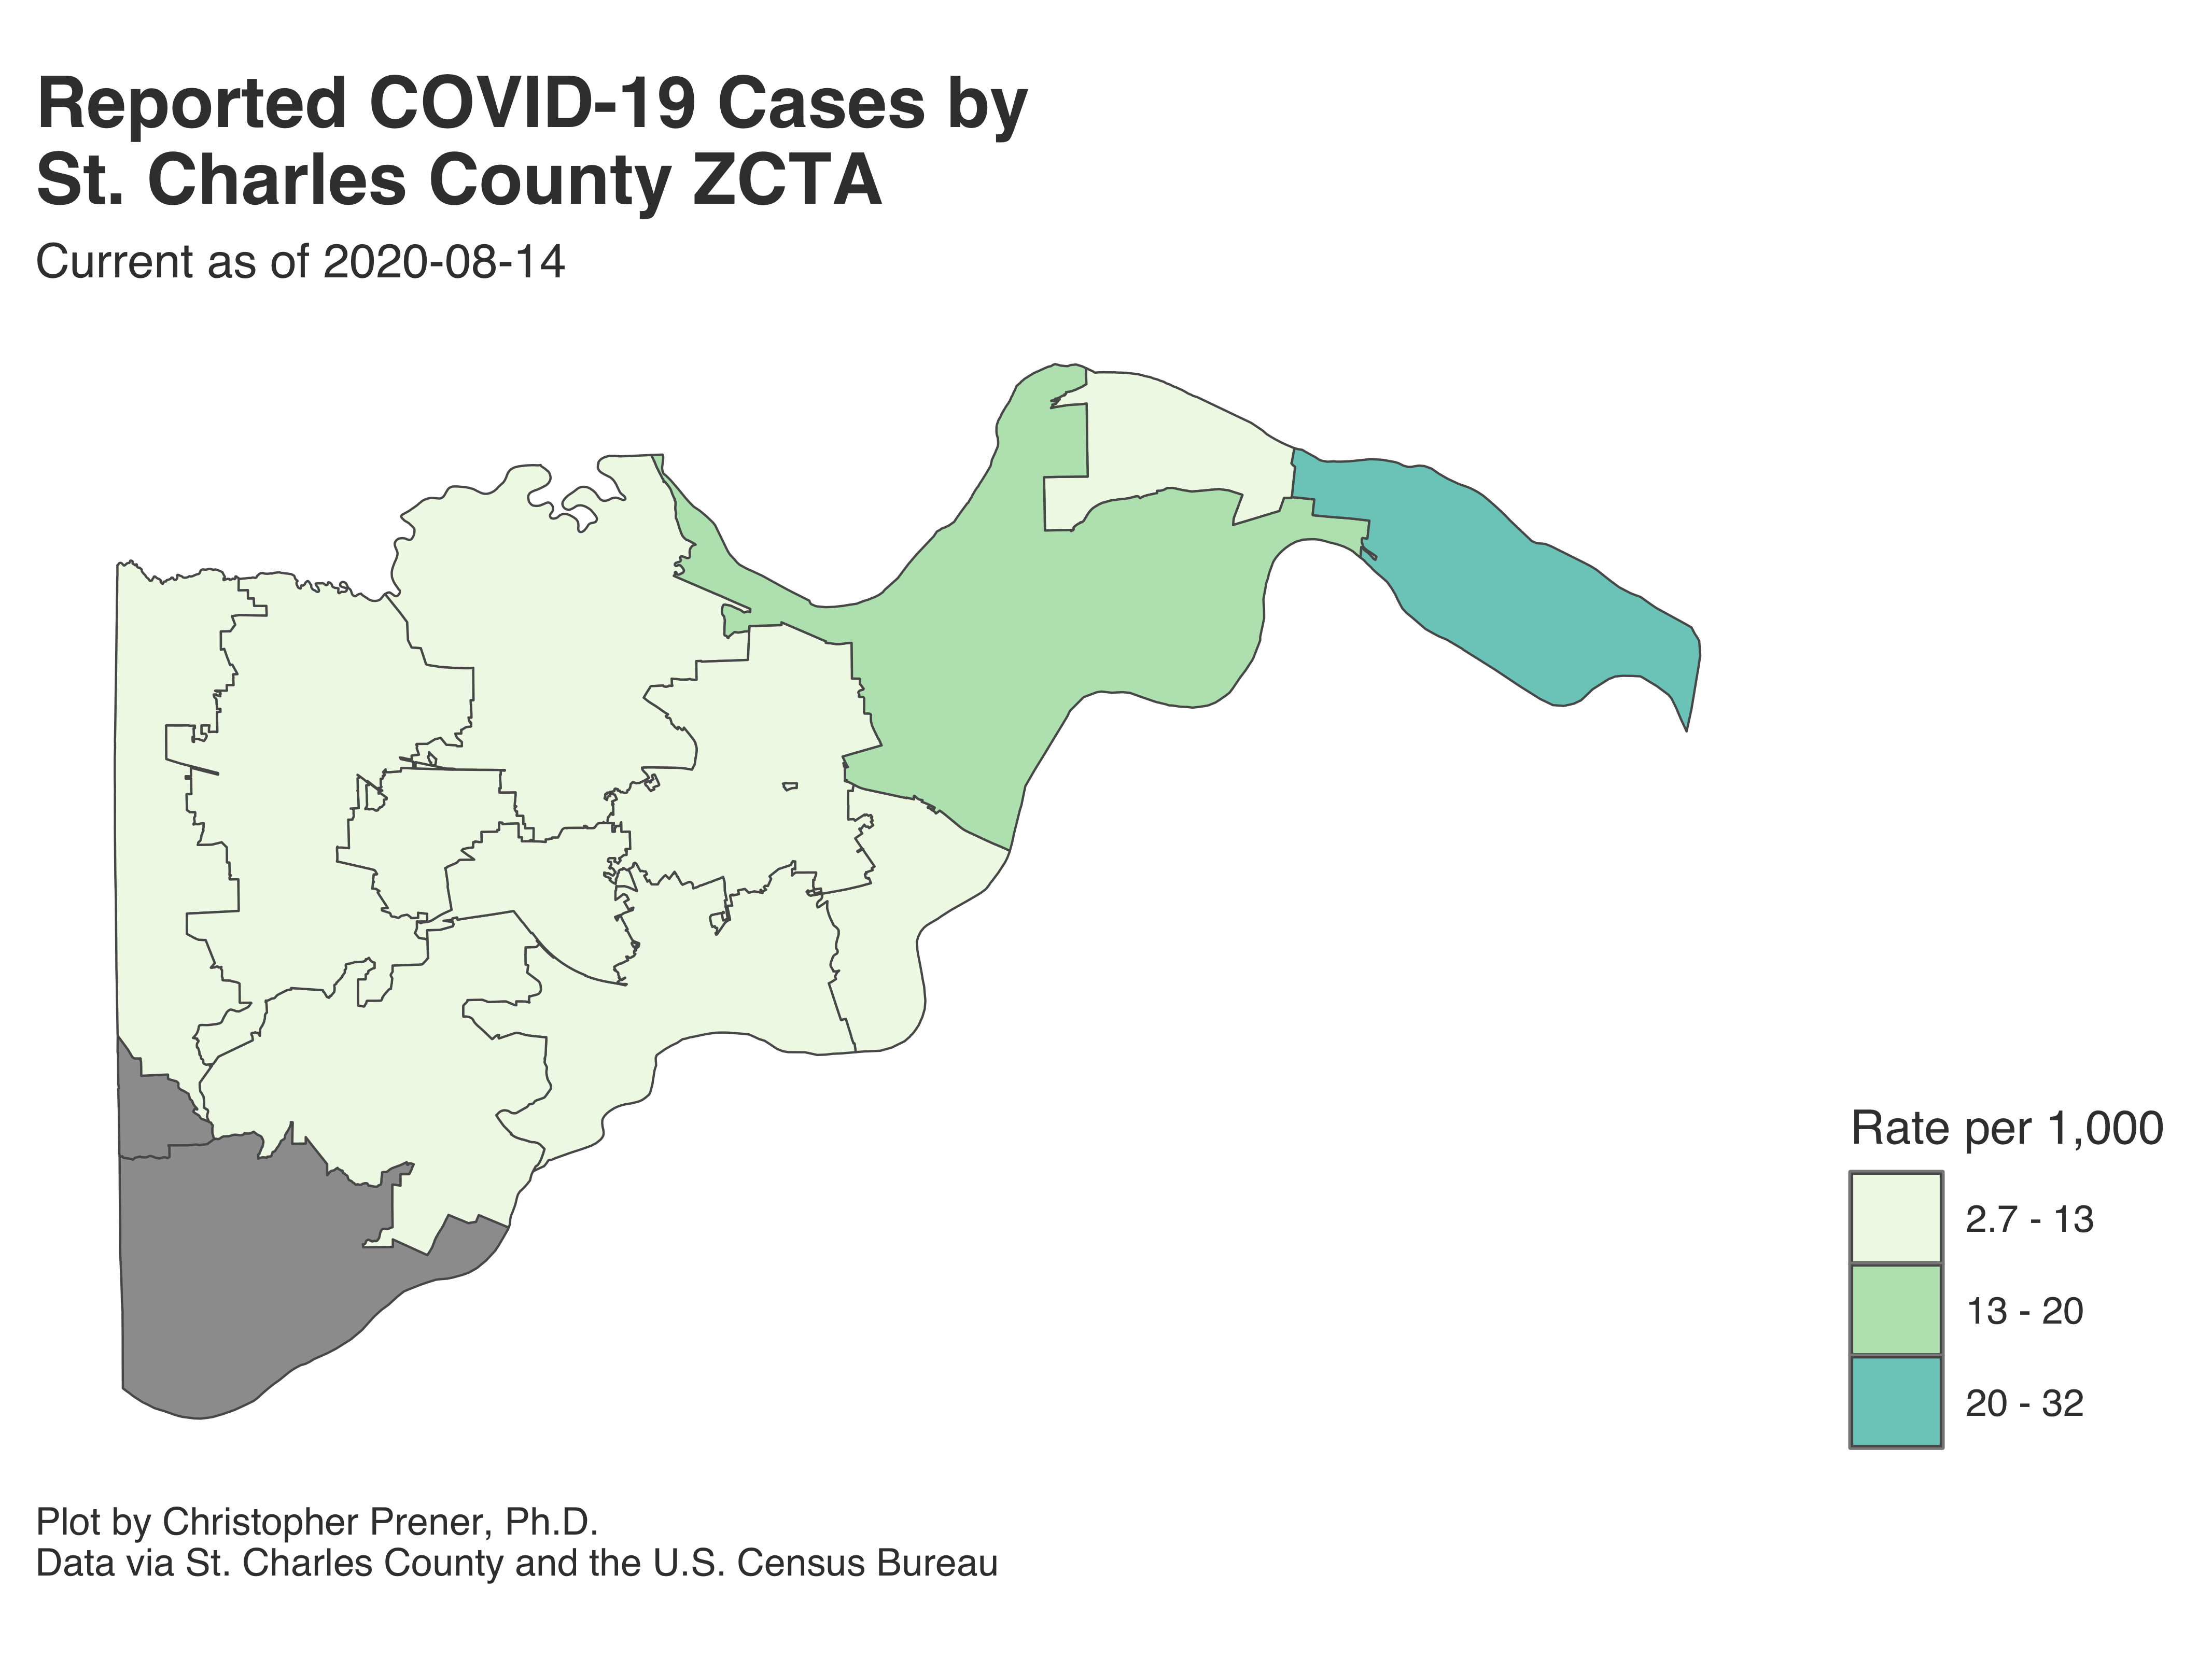 Reported COVID-19 Cases by
St. Charles County ZCTA
Current as of 2020-08-14
Rate per 1,000
2.7 - 13
13 - 20
20 - 32
Plot by Christopher Prener, Ph.D.
Data via St. Charles County and the U.S. Census Bureau